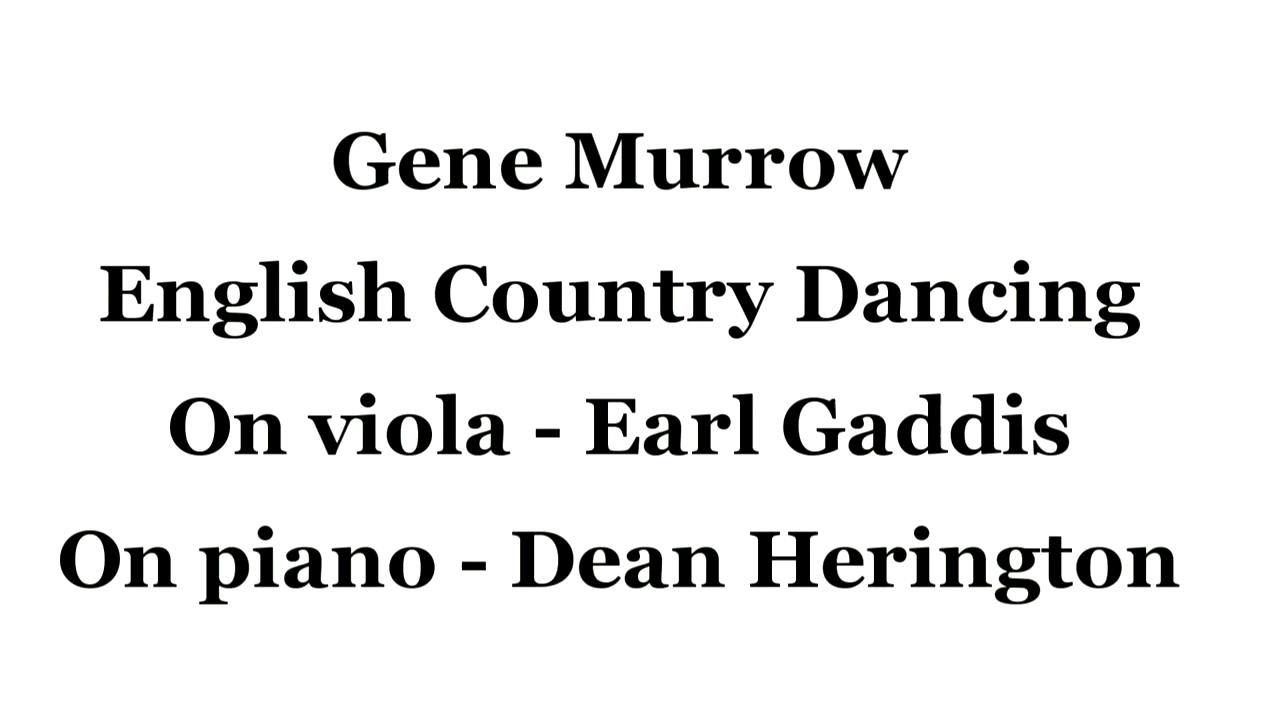 Gene Murrow
English Country Dancing
On viola - Earl Gaddis
On piano - Dean Herington